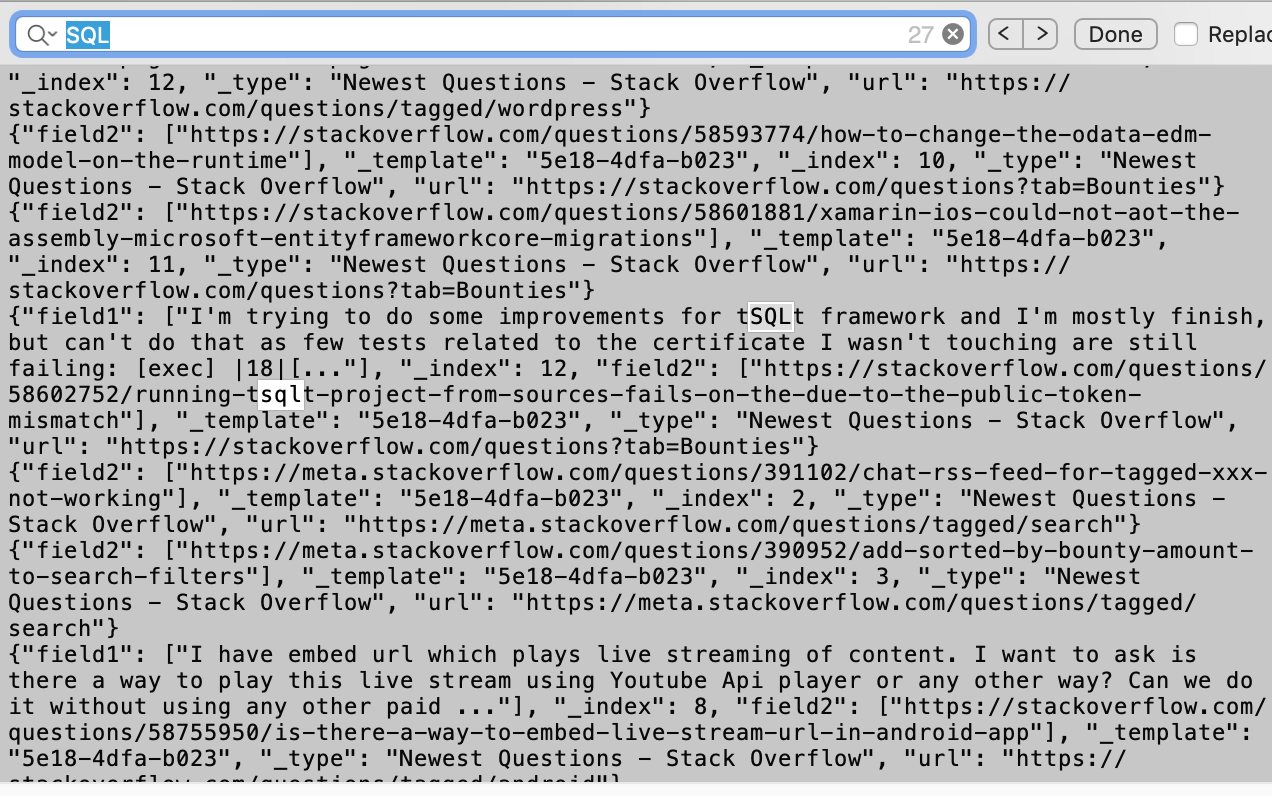 SQL
27
<
>
Done
Replac
"_index": 12, "_type": "Newest Questions - Stack Overflow", "url": "https://
stackoverflow.com/questions/tagged/wordpress"}
{"field2": ["https://stackoverflow.com/questions/58593774/how-to-change-the-odata-edm-
model-on-the-runtime"], "_template": "5e18-4dfa-b023", "_index": 10, "_type": "Newest
Questions - Stack Overflow", "url": "https://stackoverflow.com/questions?tab=Bounties"}
{"field2": ["https://stackoverflow.com/questions/58601881/xamarin-ios-could-not-aot-the-
assembly-microsoft-entityframeworkcore-migrations"], "_template": "5e18-4dfa-b023",
"_index": 11, "_type": "Newest Questions - Stack Overflow", "url": "https://
stackoverflow.com/questions?tab=Bounties"}
{"field1": ["I'm trying to do some improvements for tSQLt framework and I'm mostly finish,
but can't do that as few tests related to the certificate I wasn't touching are still
failing: [exec] |18|[..."], "_index": 12, "field2": ["https://stackoverflow.com/questions/
58602752/running-tsqlt-project-from-sources-fails-on-the-due-to-the-public-token-
mismatch"], "_template": "5e18-4dfa-b023", "_type": "Newest Questions - Stack Overflow",
"url": "https://stackoverflow.com/questions?tab=Bounties"}
{"field2": ["https://meta.stackoverflow.com/questions/391102/chat-rss-feed-for-tagged-xxx-
not-working"], "_template": "5e18-4dfa-b023", "_index": 2, "_type": "Newest Questions -
Stack Overflow", "url": "https://meta.stackoverflow.com/questions/tagged/search"}
{"field2": ["https://meta.stackoverflow.com/questions/390952/add-sorted-by-bounty-amount-
to-search-filters"], "_template": "5e18-4dfa-b023", "_index": 3, "_type": "Newest
Questions - Stack Overflow", "url": "https://meta.stackoverflow.com/questions/tagged/
search"}
{"field1": ["I have embed url which plays live streaming of content. I want to ask is
there a way to play this live stream using Youtube Api player or any other way? Can we do
it without using any other paid ..."], "_index": 8, "field2": ["https://stackoverflow.com/
questions/58755950/is-there-a-way-to-embed-live-stream-url-in-android-app"], "_template":
"5e18-4dfa-b023", "_type": "Newest Questions - Stack Overflow", "url": "https://
stackoverflow.com/questions/tagged/android"}